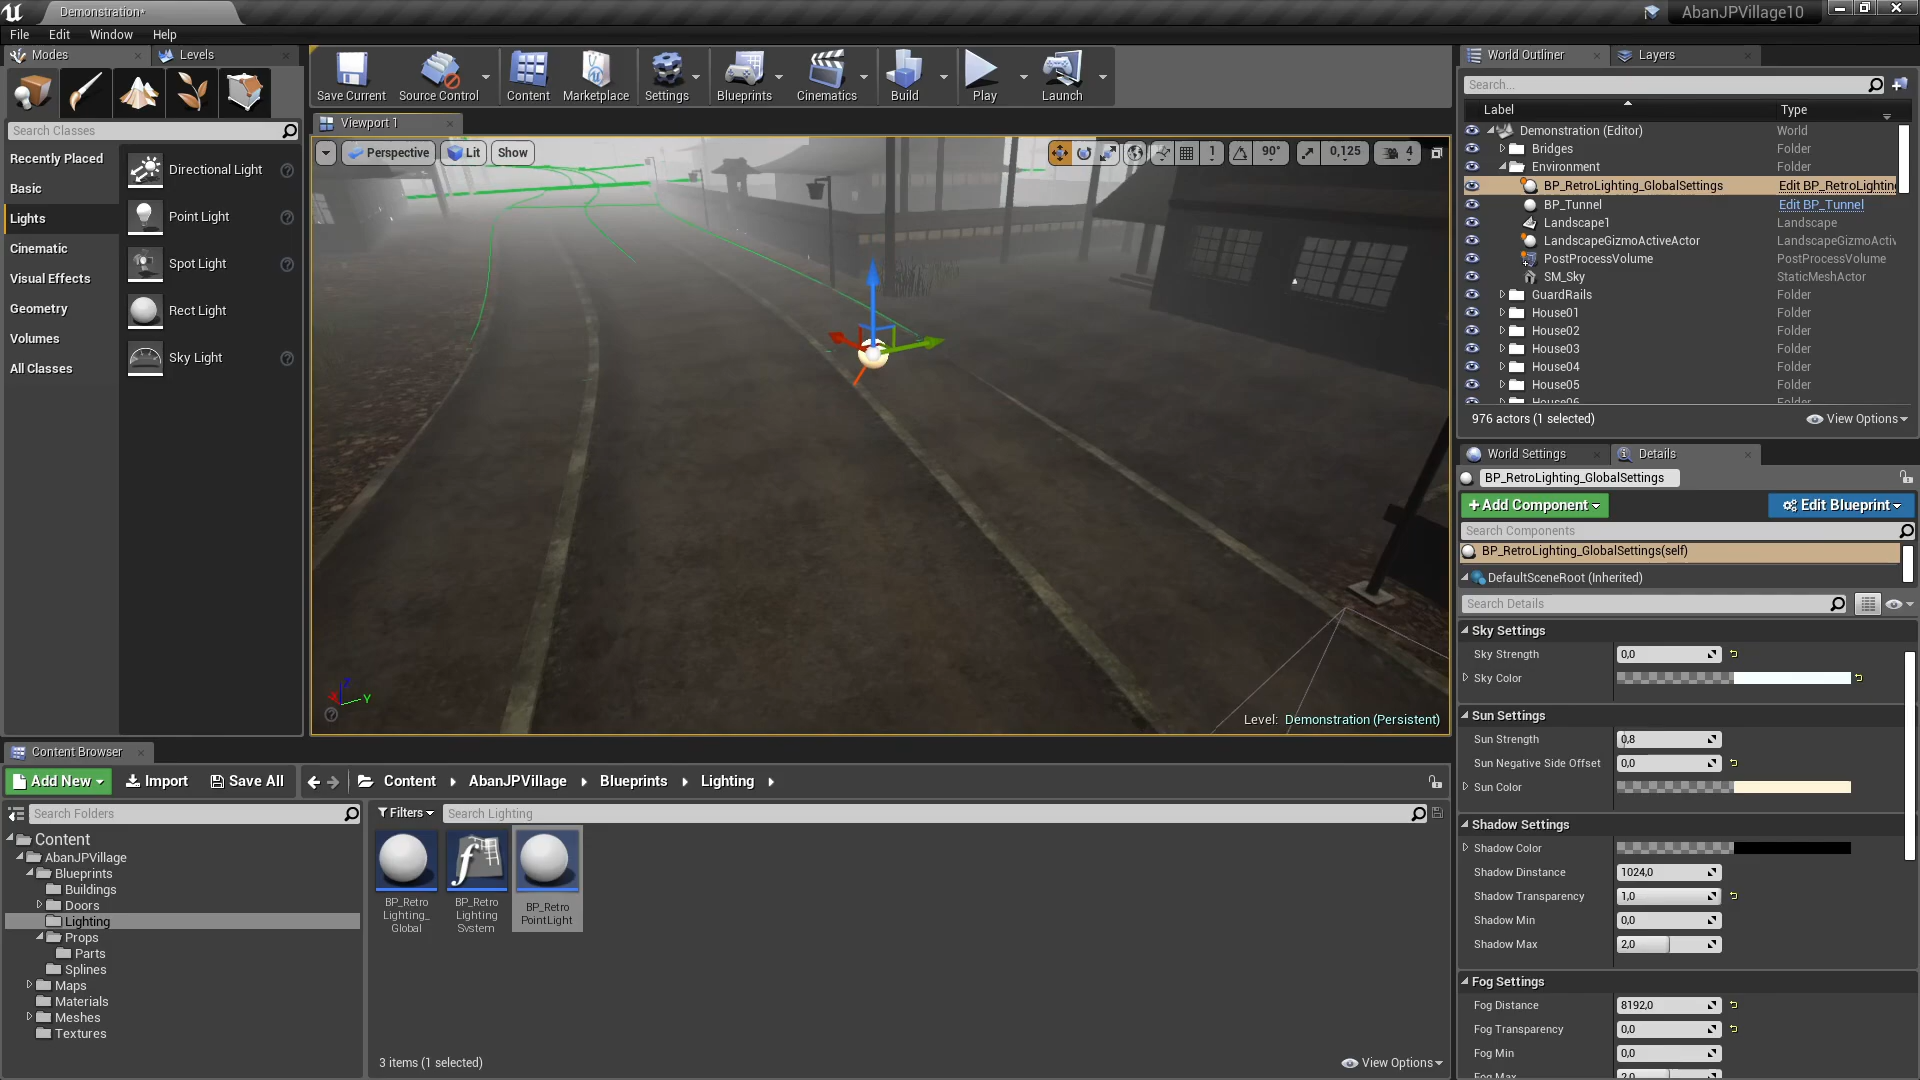 Demonstration*
AbanJPVillage10
File Edit Window Help
Modes
Levels
Search Classes
Recently Placed
Basic
Lights
Cinematic
Visual Effects
Geometry
Volumes
All Classes
Directional Light
Point Light
Spot Light
Rect Light
Sky Light
Save Current
Source Control
Content
Marketplace
Settings
Blueprints
Cinematics
Build
Play
Launch
Viewport 1
Perspective
Lit
Show
1
90°
0,125
4
Z
X
Y
Level: Demonstration (Persistent)
World Outliner
Layers
Search...
Label Type
Demonstration (Editor) World
Bridges Folder
Environment Folder
BP_RetroLighting_GlobalSettings Edit BP_RetroLighting
BP_Tunnel Edit BP_Tunnel
Landscape1 Landscape
LandscapeGizmoActiveActor LandscapeGizmoActiv
PostProcessVolume PostProcessVolume
SM_Sky StaticMeshActor
GuardRails Folder
House01 Folder
House02 Folder
House03 Folder
House04 Folder
House05 Folder
House06 Folder
976 actors (1 selected)
View Options
World Settings
Details
BP_RetroLighting_GlobalSettings
+Add Component
Edit Blueprint
Search Components
BP_RetroLighting_GlobalSettings(self)
DefaultSceneRoot (Inherited)
Search Details
Sky Settings
Sky Strength 0,0
Sky Color
Sun Settings
Sun Strength 0,8
Sun Negative Side Offset 0,0
Sun Color
Shadow Settings
Shadow Color
Shadow Dinstance 1024,0
Shadow Transparency 1,0
Shadow Min 0,0
Shadow Max 2,0
Fog Settings
Fog Distance 8192,0
Fog Transparency 0,0
Fog Min 0,0
Fog Max 2,0
Content Browser
Add New
Import
Save All
Content
AbanJPVillage
Blueprints
Lighting
Search Folders
Filters
Search Lighting
Content
AbanJPVillage
Blueprints
Buildings
Doors
Lighting
Props
Parts
Splines
Maps
Materials
Meshes
Textures
BP_Retro
Lighting_
Global
BP_Retro
Lighting
System
BP_Retro
PointLight
3 items (1 selected)
View Options